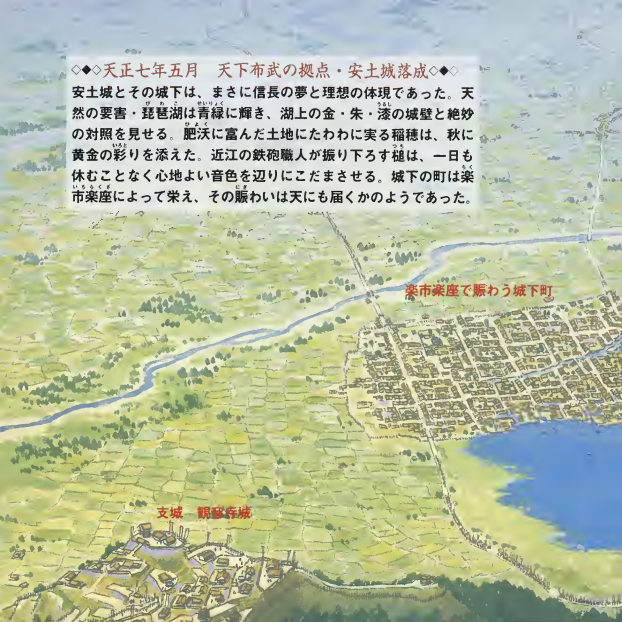 ◇◆◇天正七年五月　天下布武の拠点・安土城落成◇◆◇
安土城とその城下は、まさに信長の夢と理想の体現であった。天
然の要害・琵琶湖は青緑に輝き、湖上の金・朱・漆の城壁と絶妙
の対照を見せる。肥沃に富んだ土地にたわわに実る稲穂は、秋に
黄金の彩りを添えた。近江の鉄砲職人が振り下ろす槌は、一日も
休むことなく心地よい音色を辺りにこだまさせる。城下の町は楽
市楽座によって栄え、その賑わいは天にも届くかのようであった。
楽市楽座で賑わう城下町
支城　観音寺城